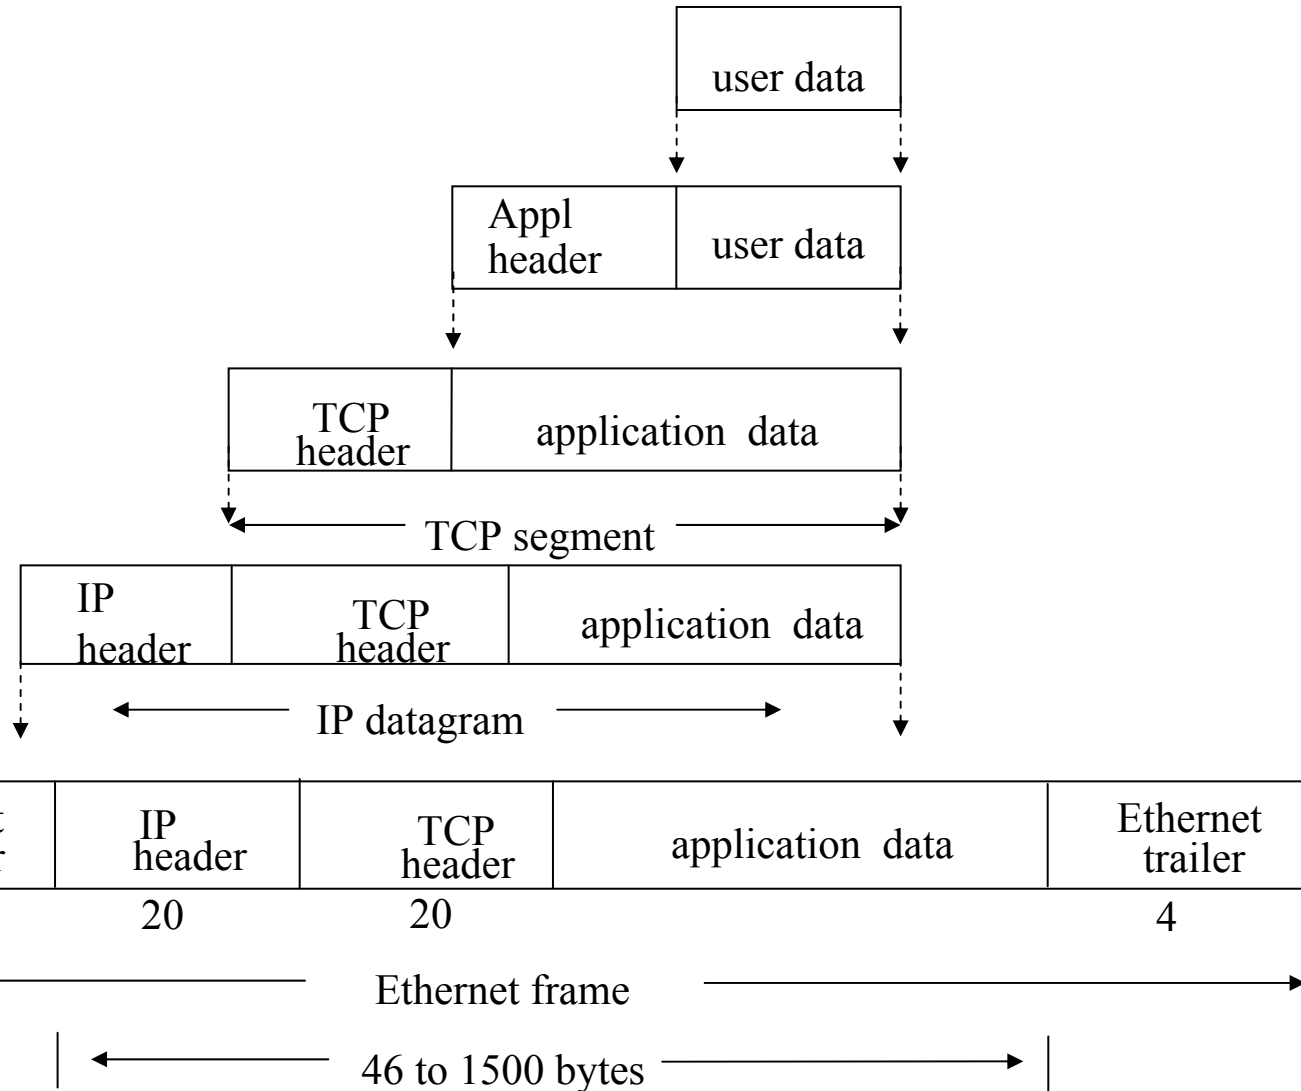 user data
Appl
header
user data
TCP
header
application data
TCP segment
IP
header
TCP
header
application data
IP datagram
IP
header
TCP
header
application data
Ethernet
trailer
20
20
4
Ethernet frame
46 to 1500 bytes